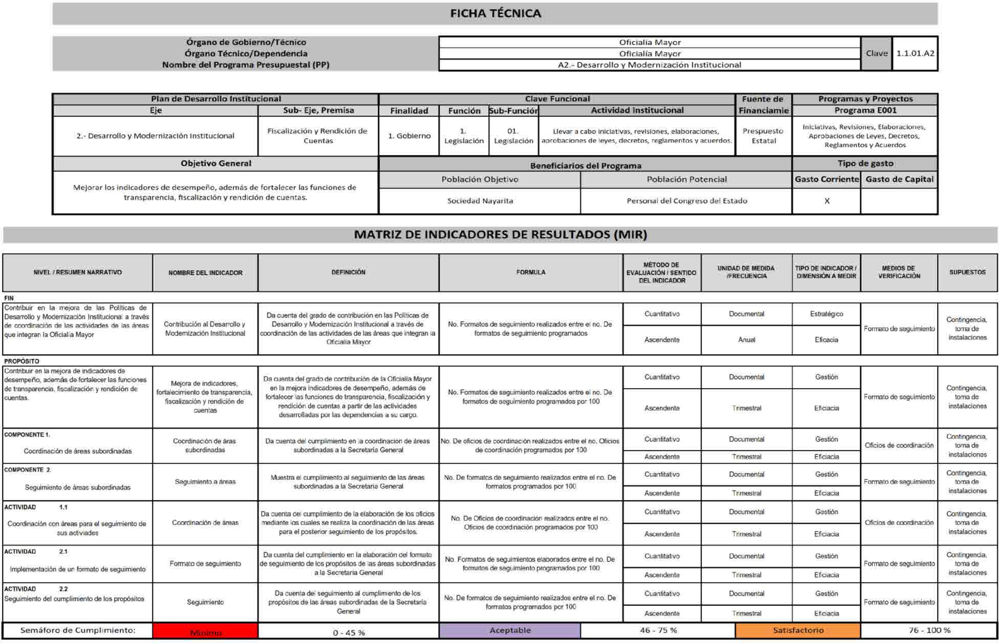 FICHA TÉCNICA
Órgano de Gobierno/Técnico
Oficialía Mayor
Órgano Técnico/Dependencia
Oficialía Mayor
Nombre del Programa Presupuestal (PP)
A2.- Desarrollo y Modernización Institucional
Clave
1.1.01.A2
Plan de Desarrollo Institucional
Clave Funcional
Fuente de
Financiamie
Programas y Proyectos
Eje
Sub- Eje, Premisa
Finalidad
Función
Sub-Función
Actividad Institucional
Programa E001
2.- Desarrollo y Modernización Institucional
Fiscalización y Rendición de
Cuentas
1. Gobierno
1.
Legislación
01.
Legislación
Llevar a cabo iniciativas, revisiones, elaboraciones,
aprobaciones de leyes, decretos, reglamentos y acuerdos.
Prespuesto
Estatal
Iniciativas, Revisiones, Elaboraciones,
Aprobaciones de Leyes, Decretos,
Reglamentos y Acuerdos
Objetivo General
Beneficiarios del Programa
Tipo de gasto
Población Objetivo
Población Potencial
Gasto Corriente
Gasto de Capital
Mejorar los indicadores de desempeño, además de fortalecer las funciones de
transparencia, fiscalización y rendición de cuentas.
Sociedad Nayarita
Personal del Congreso del Estado
X
MATRIZ DE INDICADORES DE RESULTADOS (MIR)
NIVEL / RESUMEN NARRATIVO
NOMBRE DEL INDICADOR
DEFINICIÓN
FORMULA
MÉTODO DE
EVALUACIÓN / SENTIDO
DEL INDICADOR
UNIDAD DE MEDIDA
/FRECUENCIA
TIPO DE INDICADOR /
DIMENSIÓN A MEDIR
MEDIOS DE
VERIFICACIÓN
SUPUESTOS
FIN
Contribuir en la mejora de las Políticas de
Desarrollo y Modernización Institucional a través
de coordinación de las actividades de las áreas
que integran la Oficialía Mayor
Contribución al Desarrollo y
Modernización Institucional
Da cuenta del grado de contribución en las Políticas de
Desarrollo y Modernización Institucional a través de
coordinación de las actividades de las áreas que integran la
Oficialía Mayor
No. Formatos de seguimiento realizados entre el no. De
formatos de seguimiento programados
Cuantitativo
Documental
Estratégico
Ascendente
Anual
Eficacia
Formato de seguimiento
Contingencia,
toma de
instalaciones
PROPÓSITO
Contribuir en la mejora de indicadores de
desempeño, además de fortalecer las funciones
de transparencia, fiscalización y rendición de
cuentas.
Mejora de indicadores,
fortalecimiento de transparencia,
fiscalización y rendición de
cuentas
Da cuenta del grado de contribución de la Oficialía Mayor
en la mejora indicadores de desempeño, además de
fortalecer las funciones de transparencia, fiscalización y
rendición de cuentas a partir de las actividades
desarrolladas por las dependencias a su cargo.
No. Formatos de seguimiento realizados entre el no. De
formatos de seguimiento programados por 100
Cuantitativo
Documental
Gestión
Ascendente
Trimestral
Eficiacia
Formato de seguimiento
Contingencia,
toma de
instalaciones
COMPONENTE 1.
Coordinación de áreas subordinadas
Coordinación de áras
subordinadas
Da cuenta del cumplimiento en la coordinación de áreas
subordinadas a la Secretaría General
No. De oficios de coordinación realizados entre el no. Oficios
de coordinación programados por 100
Cuantitativo
Documental
Gestión
Ascendente
Trimestral
Eficiacia
Oficios de coordinación
Contingencia,
toma de
instalaciones
COMPONENTE 2.
Seguimiento de áreas subordinadas
Seguimiento a áreas
Muestra el cumplimiento al seguimiento de las áreas
subordinadas a la Secretaría General
No. De formatos de seguimiento realizados entre el no. De
formatos programados por 100
Cuantitativo
Documental
Gestión
Ascendente
Trimestral
Eficiacia
Formato de seguimiento
Contingencia,
toma de
instalaciones
ACTIVIDAD 1.1
Coordinación con áreas para el seguimiento de
sus activiades
Coordinación de áreas
Da cuenta del cumplimiento de la elaboración de los oficios
mediante los cuales se realiza la coordinación de las áreas
para el posterior seguimiento de los propósitos.
No. De Oficios de coordinación realizados entre el no.
Oficios de coordinación programados por 100
Cuantitativo
Documental
Gestión
Ascendente
Trimestral
Eficiacia
Oficios de coordinación
Contingencia,
toma de
instalaciones
ACTIVIDAD 2.1
Implementación de un formato de seguimiento
Formato de seguimiento
Da cuenta del cumplimiento en la elaboración del formato
de seguimiento de los propósitos de las áreas subordinadas
a la Secretaría General
No. Formatos de seguimientos elaborados entre el no. De
formatos de seguimiento programados por 100
Cuantitativo
Documental
Gestión
Ascendente
Trimestral
Eficiacia
Formato de seguimiento
Contingencia,
toma de
instalaciones
ACTIVIDAD 2.2
Seguimiento del cumplimiento de los propósitos
Seguimiento
Da cuenta del seguimiento al cumplimiento de los
propósitos de las áreas subordinadas de la Secretaría
General
No. De formatos de seguimiento realizados entre el no. De
formatos programados por 100
Cuantitativo
Documental
Gestión
Ascendente
Trimestral
Eficiacia
Formato de seguimiento
Contingencia,
toma de
instalaciones
Semáforo de Cumplimiento:
Mínimo
0 - 45 %
Aceptable
46 - 75 %
Satisfactorio
76 - 100 %